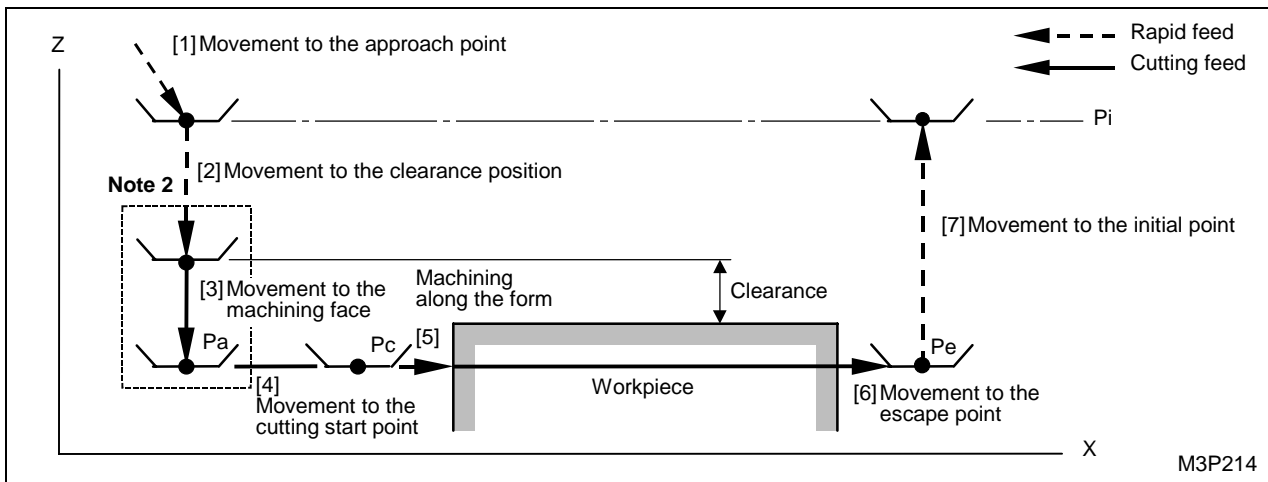 Z
[1]Movement to the approach point
Rapid feed
Cutting feed
Pi
[2]Movement to the clearance position
Note 2
[7]Movement to the initial point
[3]Movement to the
machining face
Machining
along the form
Clearance
Pa
Pc
[5]
Pe
[4]
Movement to the
cutting start point
Workpiece
[6]Movement to the
escape point
X
M3P214